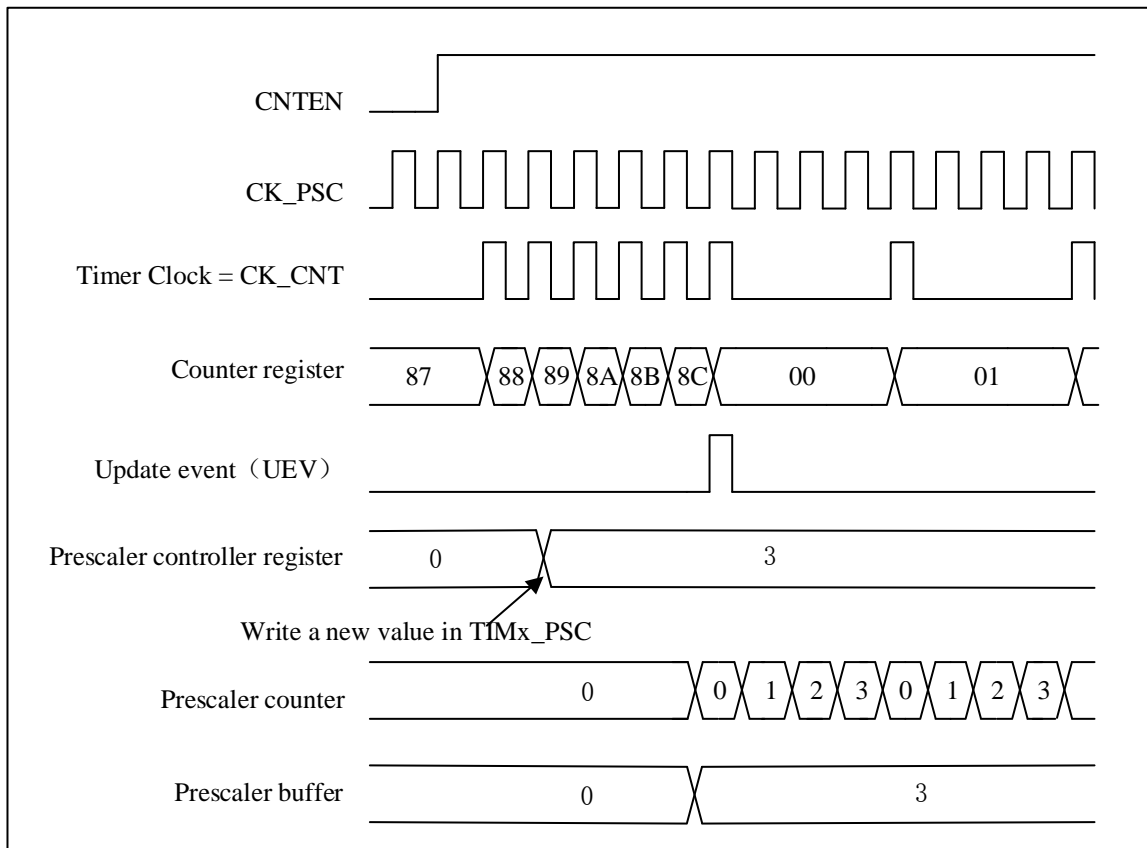 CNTEN
CK_PSC
Timer Clock = CK_CNT
Counter register
87 88 89 8A 8B 8C 00 01
Update event（UEV）
Prescaler controller register
0 3
Write a new value in TIMx_PSC
Prescaler counter
0 0 1 2 3 0 1 2 3
Prescaler buffer
0 3